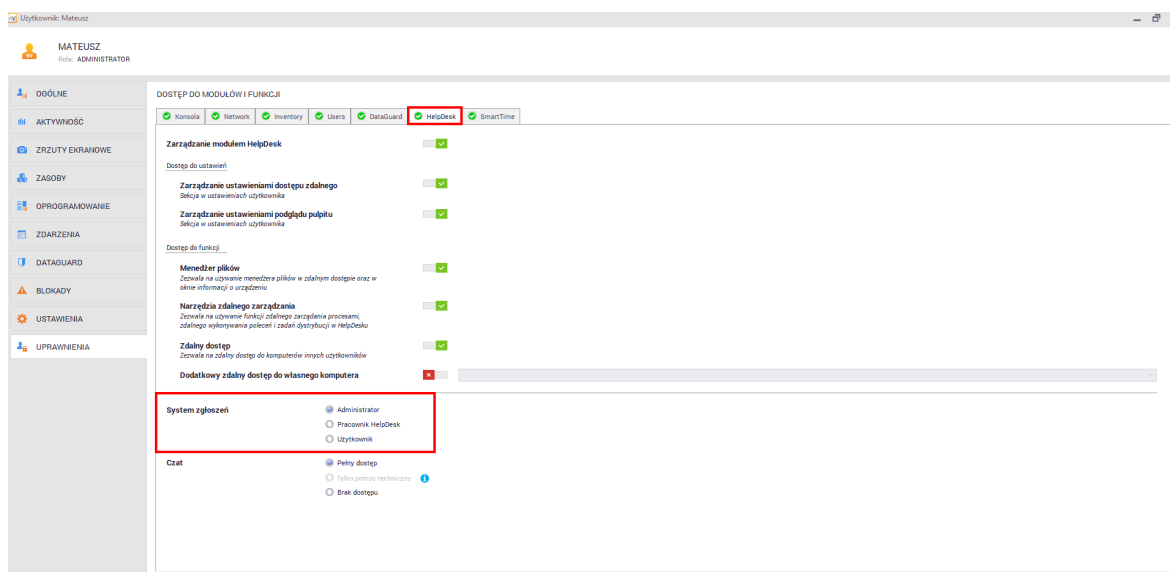 nV Użytkownik: Mateusz
MATEUSZ
Rola: ADMINISTRATOR
OGÓLNE
AKTYWNOŚĆ
ZRZUTY EKRANOWE
ZASOBY
OPROGRAMOWANIE
ZDARZENIA
DATAGUARD
BLOKADY
USTAWIENIA
UPRAWNIENIA
DOSTĘP DO MODUŁÓW I FUNKCJI
Konsola Network Inventory Users DataGuard HelpDesk SmartTime
Zarządzanie modułem HelpDesk
Dostęp do ustawień
Zarządzanie ustawieniami dostępu zdalnego
Sekcja w ustawieniach użytkownika
Zarządzanie ustawieniami podglądu pulpitu
Sekcja w ustawieniach użytkownika
Dostęp do funkcji
Menedżer plików
Zezwala na używanie menedżera plików w zdalnym dostępie oraz w
oknie informacji o urządzeniu
Narzędzia zdalnego zarządzania
Zezwala na używanie funkcji zdalnego zarządania procesami,
zdalnego wykonywania poleceń i zadań dystrybucji w HelpDesku
Zdalny dostęp
Zezwala na zdalny dostęp do komputerów innych użytkowników
Dodatkowy zdalny dostęp do własnego komputera
System zgłoszeń
Administrator
Pracownik HelpDesk
Użytkownik
Czat
Pełny dostęp
Tylko pomoc techniczna
Brak dostępu